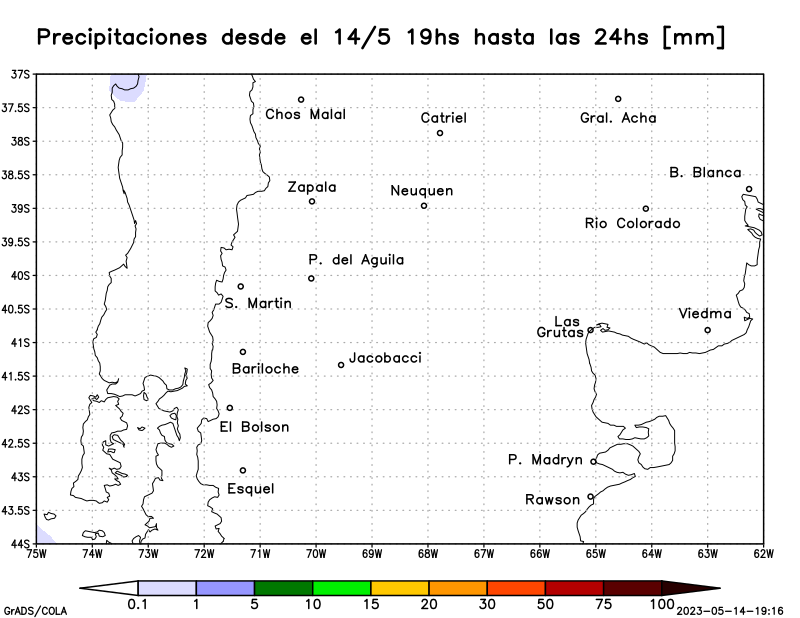 Precipitaciones desde el 14/5 19hs hasta las 24hs [mm]
37S
37.5S
38S
38.5S
39S
39.5S
40S
40.5S
41S
41.5S
42S
42.5S
43S
43.5S
44S
Chos Malal
Catriel
Gral. Acha
B. Blanca
Zapala
Neuquen
Rio Colorado
P. del Aguila
S. Martin
Viedma
Las
Grutas
Bariloche
Jacobacci
El Bolson
P. Madryn
Esquel
Rawson
75W 74W 73W 72W 71W 70W 69W 68W 67W 66W 65W 64W 63W 62W
0.1 1 5 10 15 20 30 50 75 100
GrADS/COLA
2023-05-14-19:16